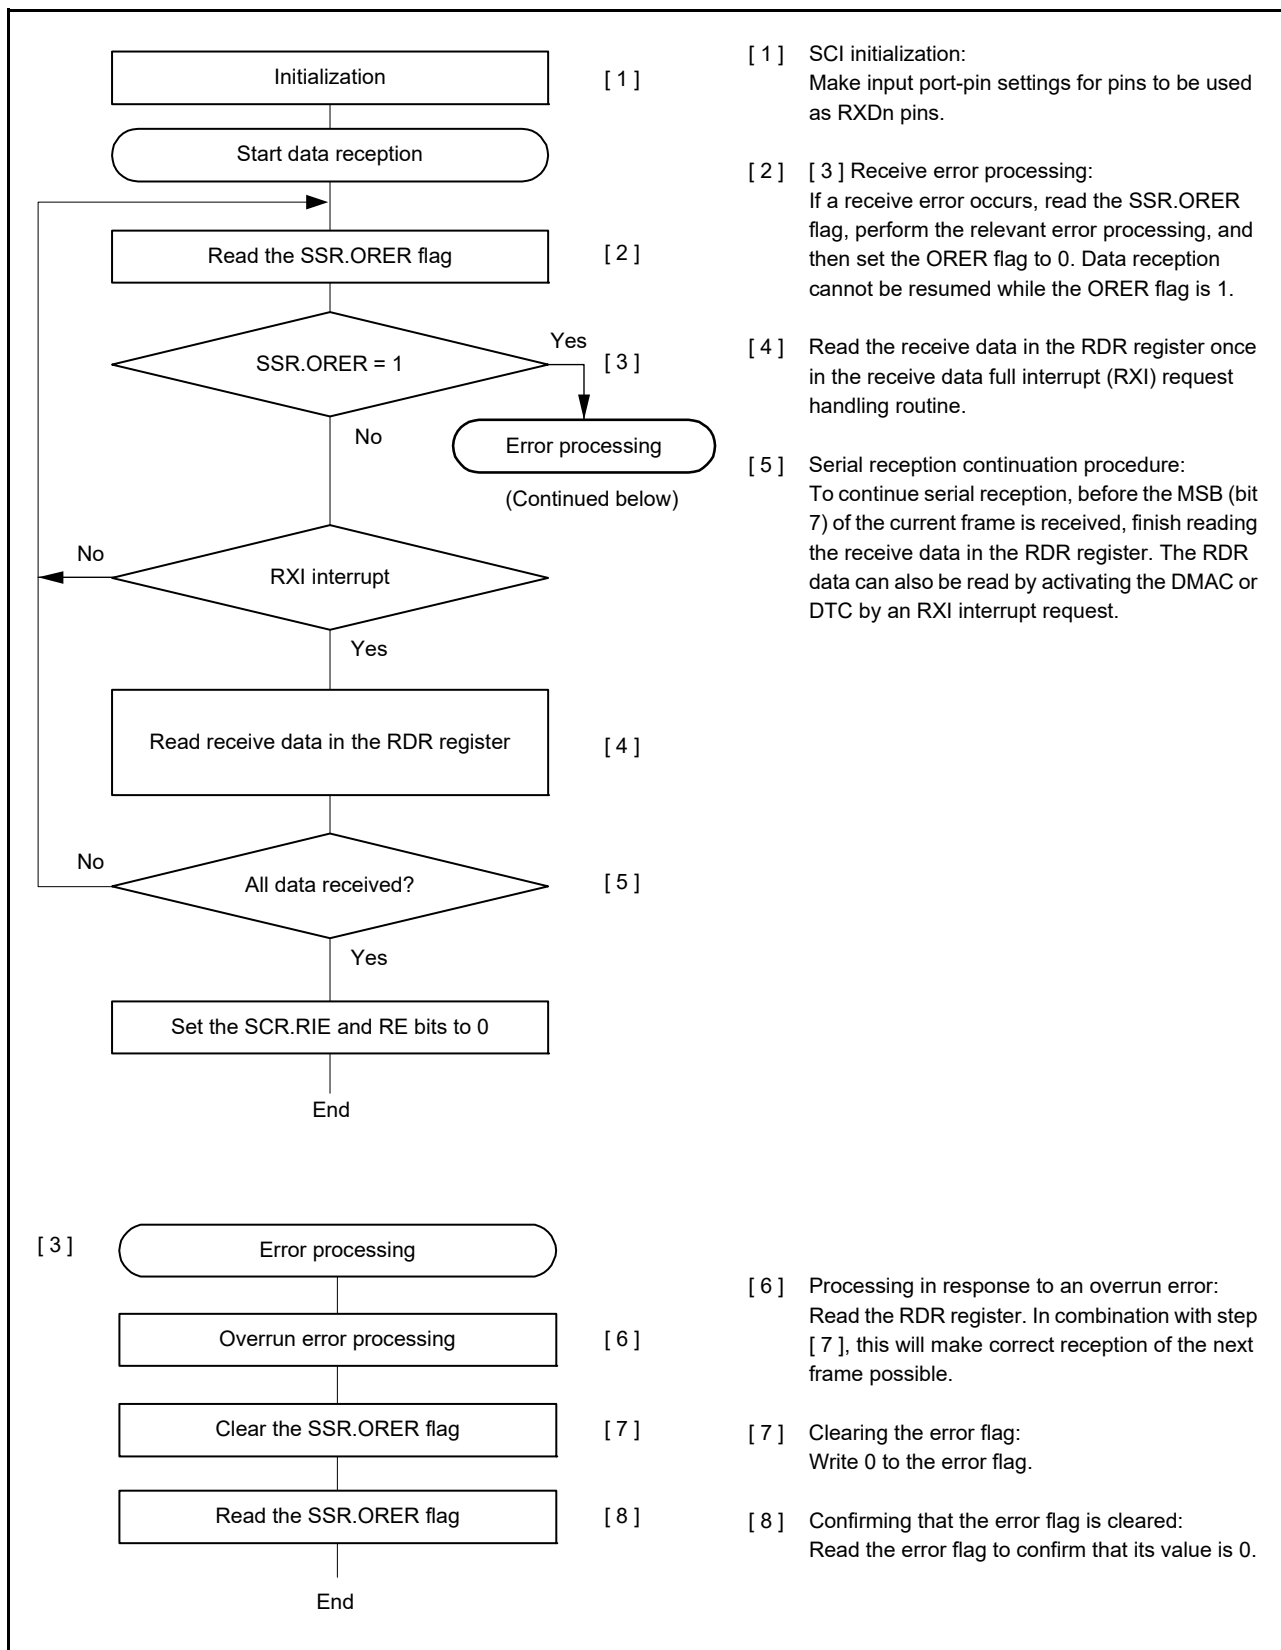 Initialization
[ 1 ]
Start data reception
Read the SSR.ORER flag
[ 2 ]
SSR.ORER = 1
Yes
[ 3 ]
No
Error processing
(Continued below)
No
RXI interrupt
Yes
Read receive data in the RDR register
[ 4 ]
No
All data received?
[ 5 ]
Yes
Set the SCR.RIE and RE bits to 0
End
[ 1 ] SCI initialization:
Make input port-pin settings for pins to be used
as RXDn pins.
[ 2 ] [ 3 ] Receive error processing:
If a receive error occurs, read the SSR.ORER
flag, perform the relevant error processing, and
then set the ORER flag to 0. Data reception
cannot be resumed while the ORER flag is 1.
[ 4 ] Read the receive data in the RDR register once
in the receive data full interrupt (RXI) request
handling routine.
[ 5 ] Serial reception continuation procedure:
To continue serial reception, before the MSB (bit
7) of the current frame is received, finish reading
the receive data in the RDR register. The RDR
data can also be read by activating the DMAC or
DTC by an RXI interrupt request.
[ 3 ]
Error processing
Overrun error processing
[ 6 ]
Clear the SSR.ORER flag
[ 7 ]
Read the SSR.ORER flag
[ 8 ]
End
[ 6 ] Processing in response to an overrun error:
Read the RDR register. In combination with step
[ 7 ], this will make correct reception of the next
frame possible.
[ 7 ] Clearing the error flag:
Write 0 to the error flag.
[ 8 ] Confirming that the error flag is cleared:
Read the error flag to confirm that its value is 0.